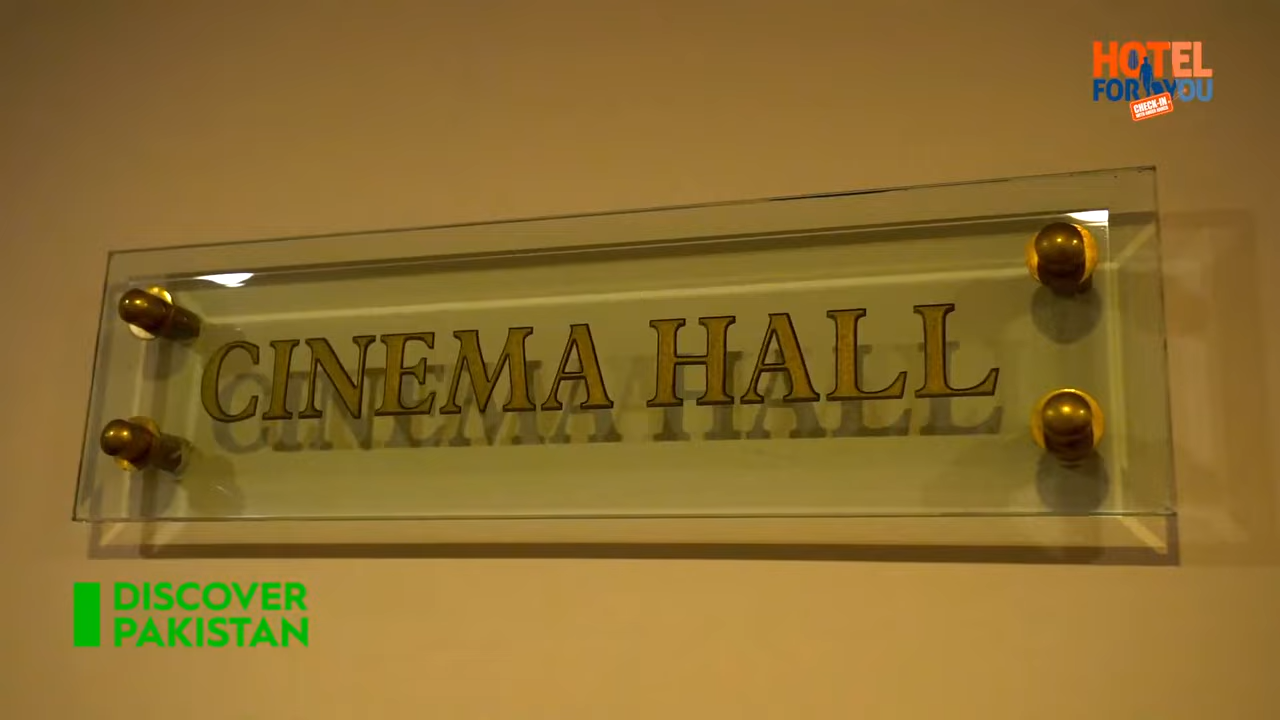 HOTEL
FOR YOU
CHECK-IN
CINEMA HALL
DISCOVER
PAKISTAN